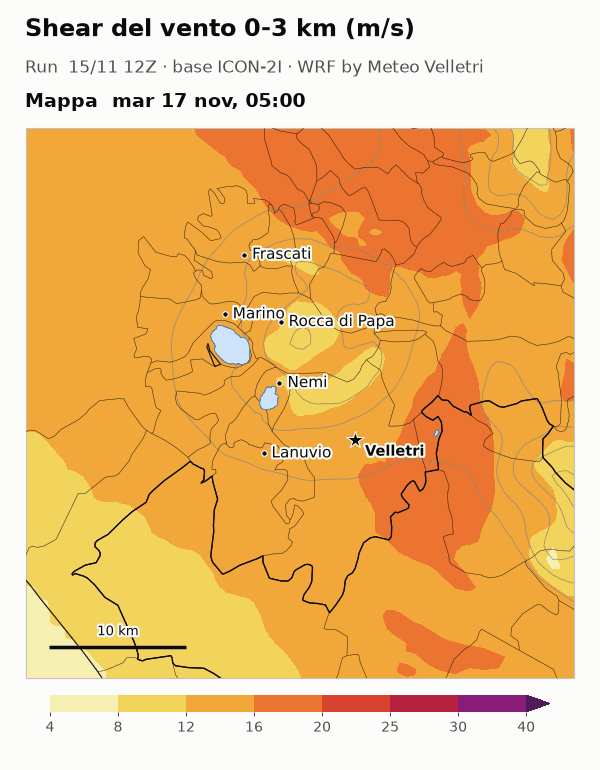 Shear del vento 0-3 km (m/s)
Run  15/11 12Z · base ICON-2I · WRF by Meteo Velletri
Mappa  mar 17 nov, 05:00
Frascati
Marino
Rocca di Papa
Nemi
Velletri
Lanuvio
10 km
4 8 12 16 20 25 30 40